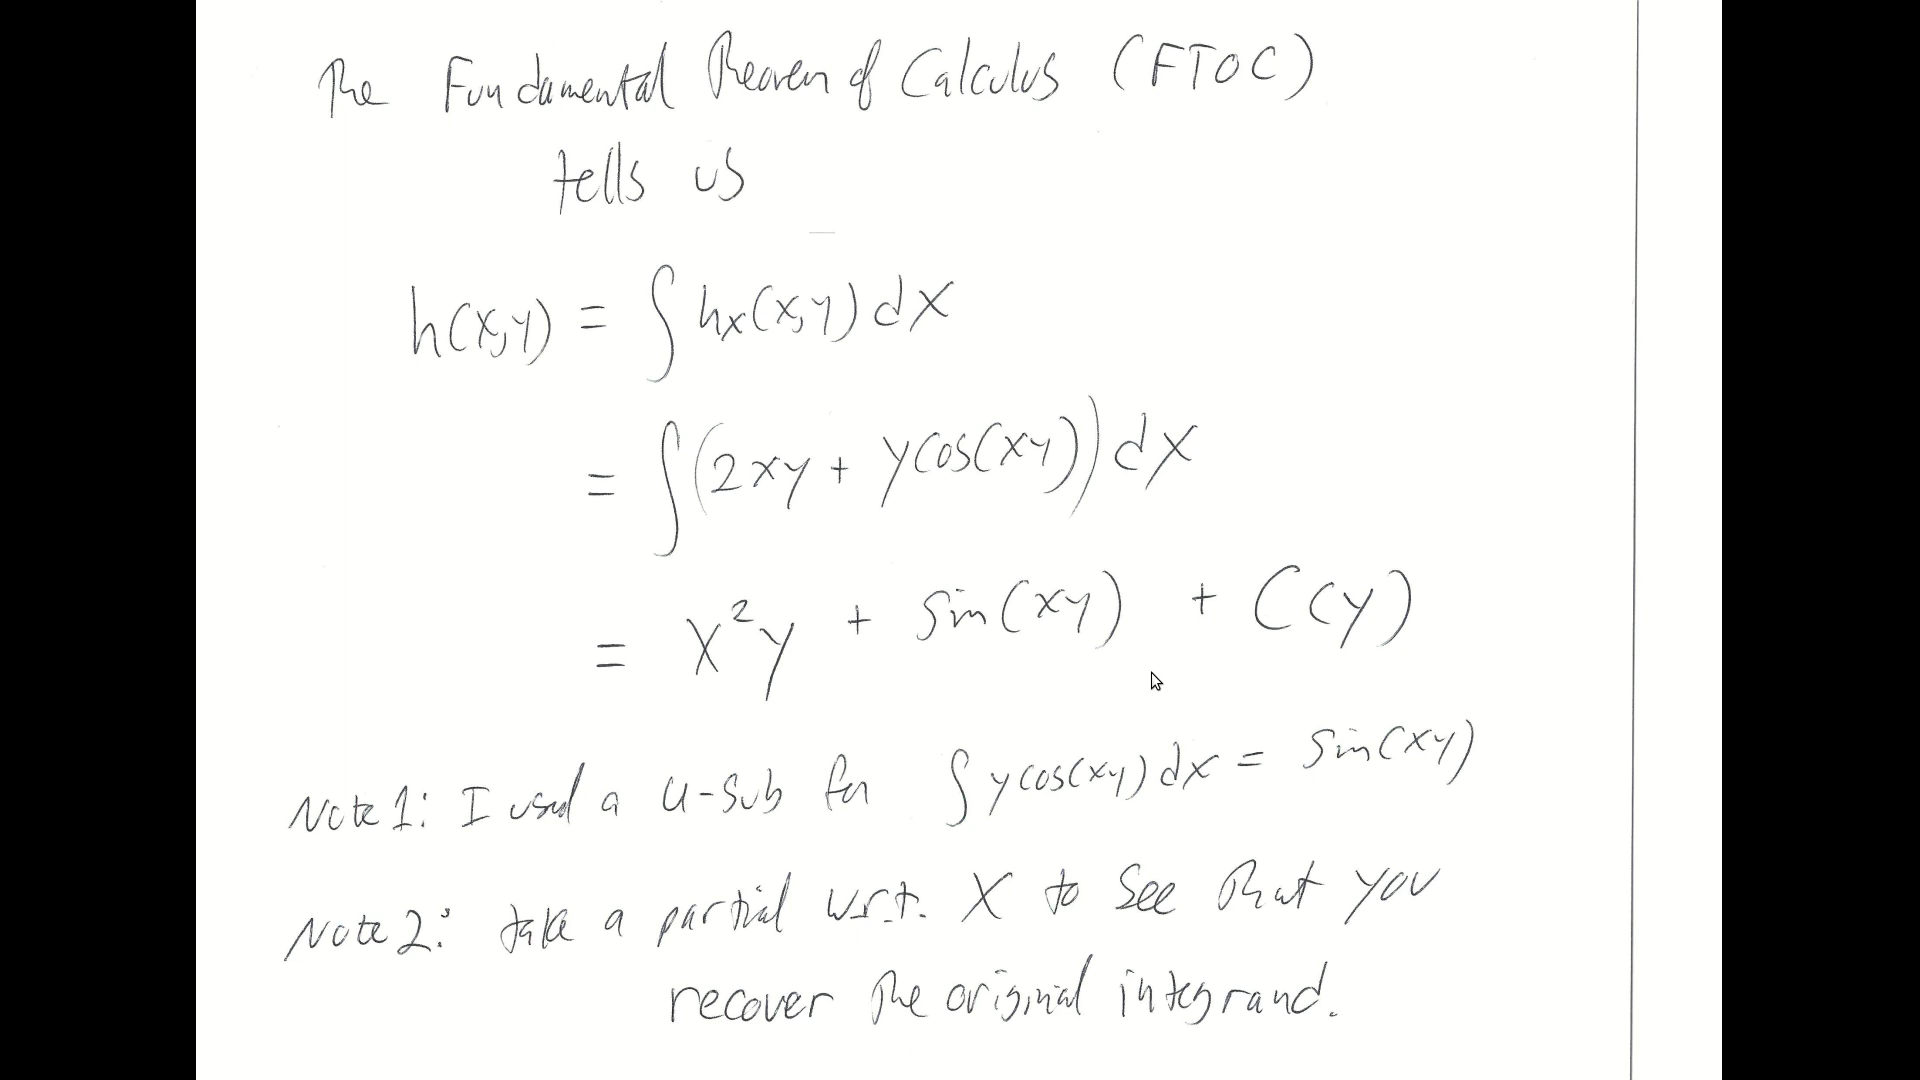 The Fundamental Theorem of Calculus (FTOC)
tells us
h(x,y) = ∫ hx(x,y) dx
= ∫ (2xy + ycos(xy)) dx
= x²y + sin(xy) + C(y)
Note 1: I used a u-sub for ∫ ycos(xy) dx = sin(xy)
Note 2: take a partial w.r.t. x to see that you
recover the original integrand.